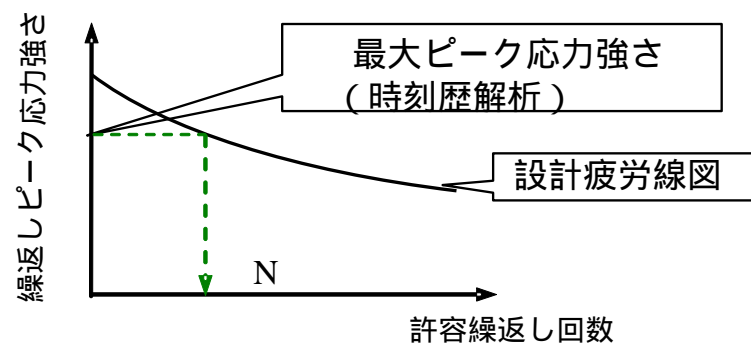 繰返しピーク応力強さ
最大ピーク応力強さ
（時刻歴解析）
設計疲労線図
N
許容繰返し回数